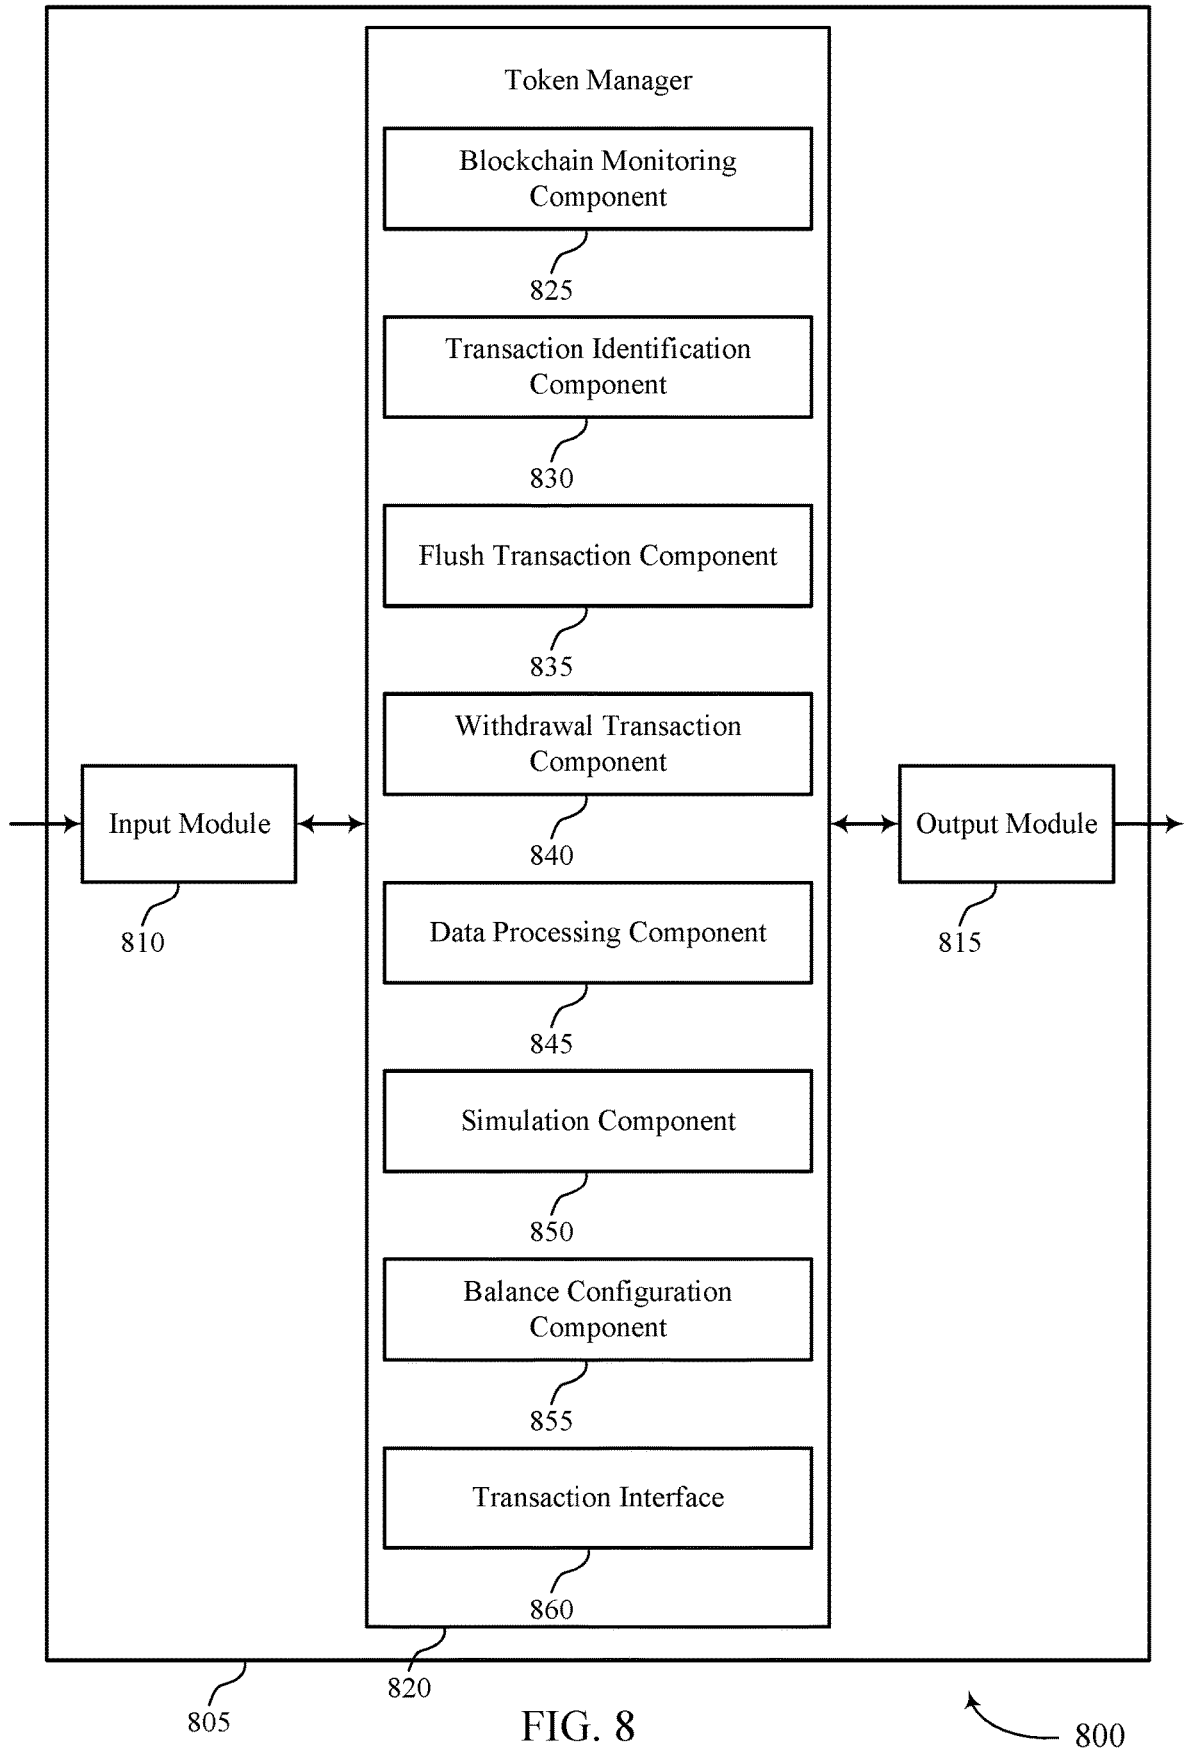 Token Manager
Blockchain Monitoring
Component
825
Transaction Identification
Component
830
Flush Transaction Component
835
Withdrawal Transaction
Component
840
Input Module
810
Output Module
815
Data Processing Component
845
Simulation Component
850
Balance Configuration
Component
855
Transaction Interface
860
820
805
FIG. 8
800